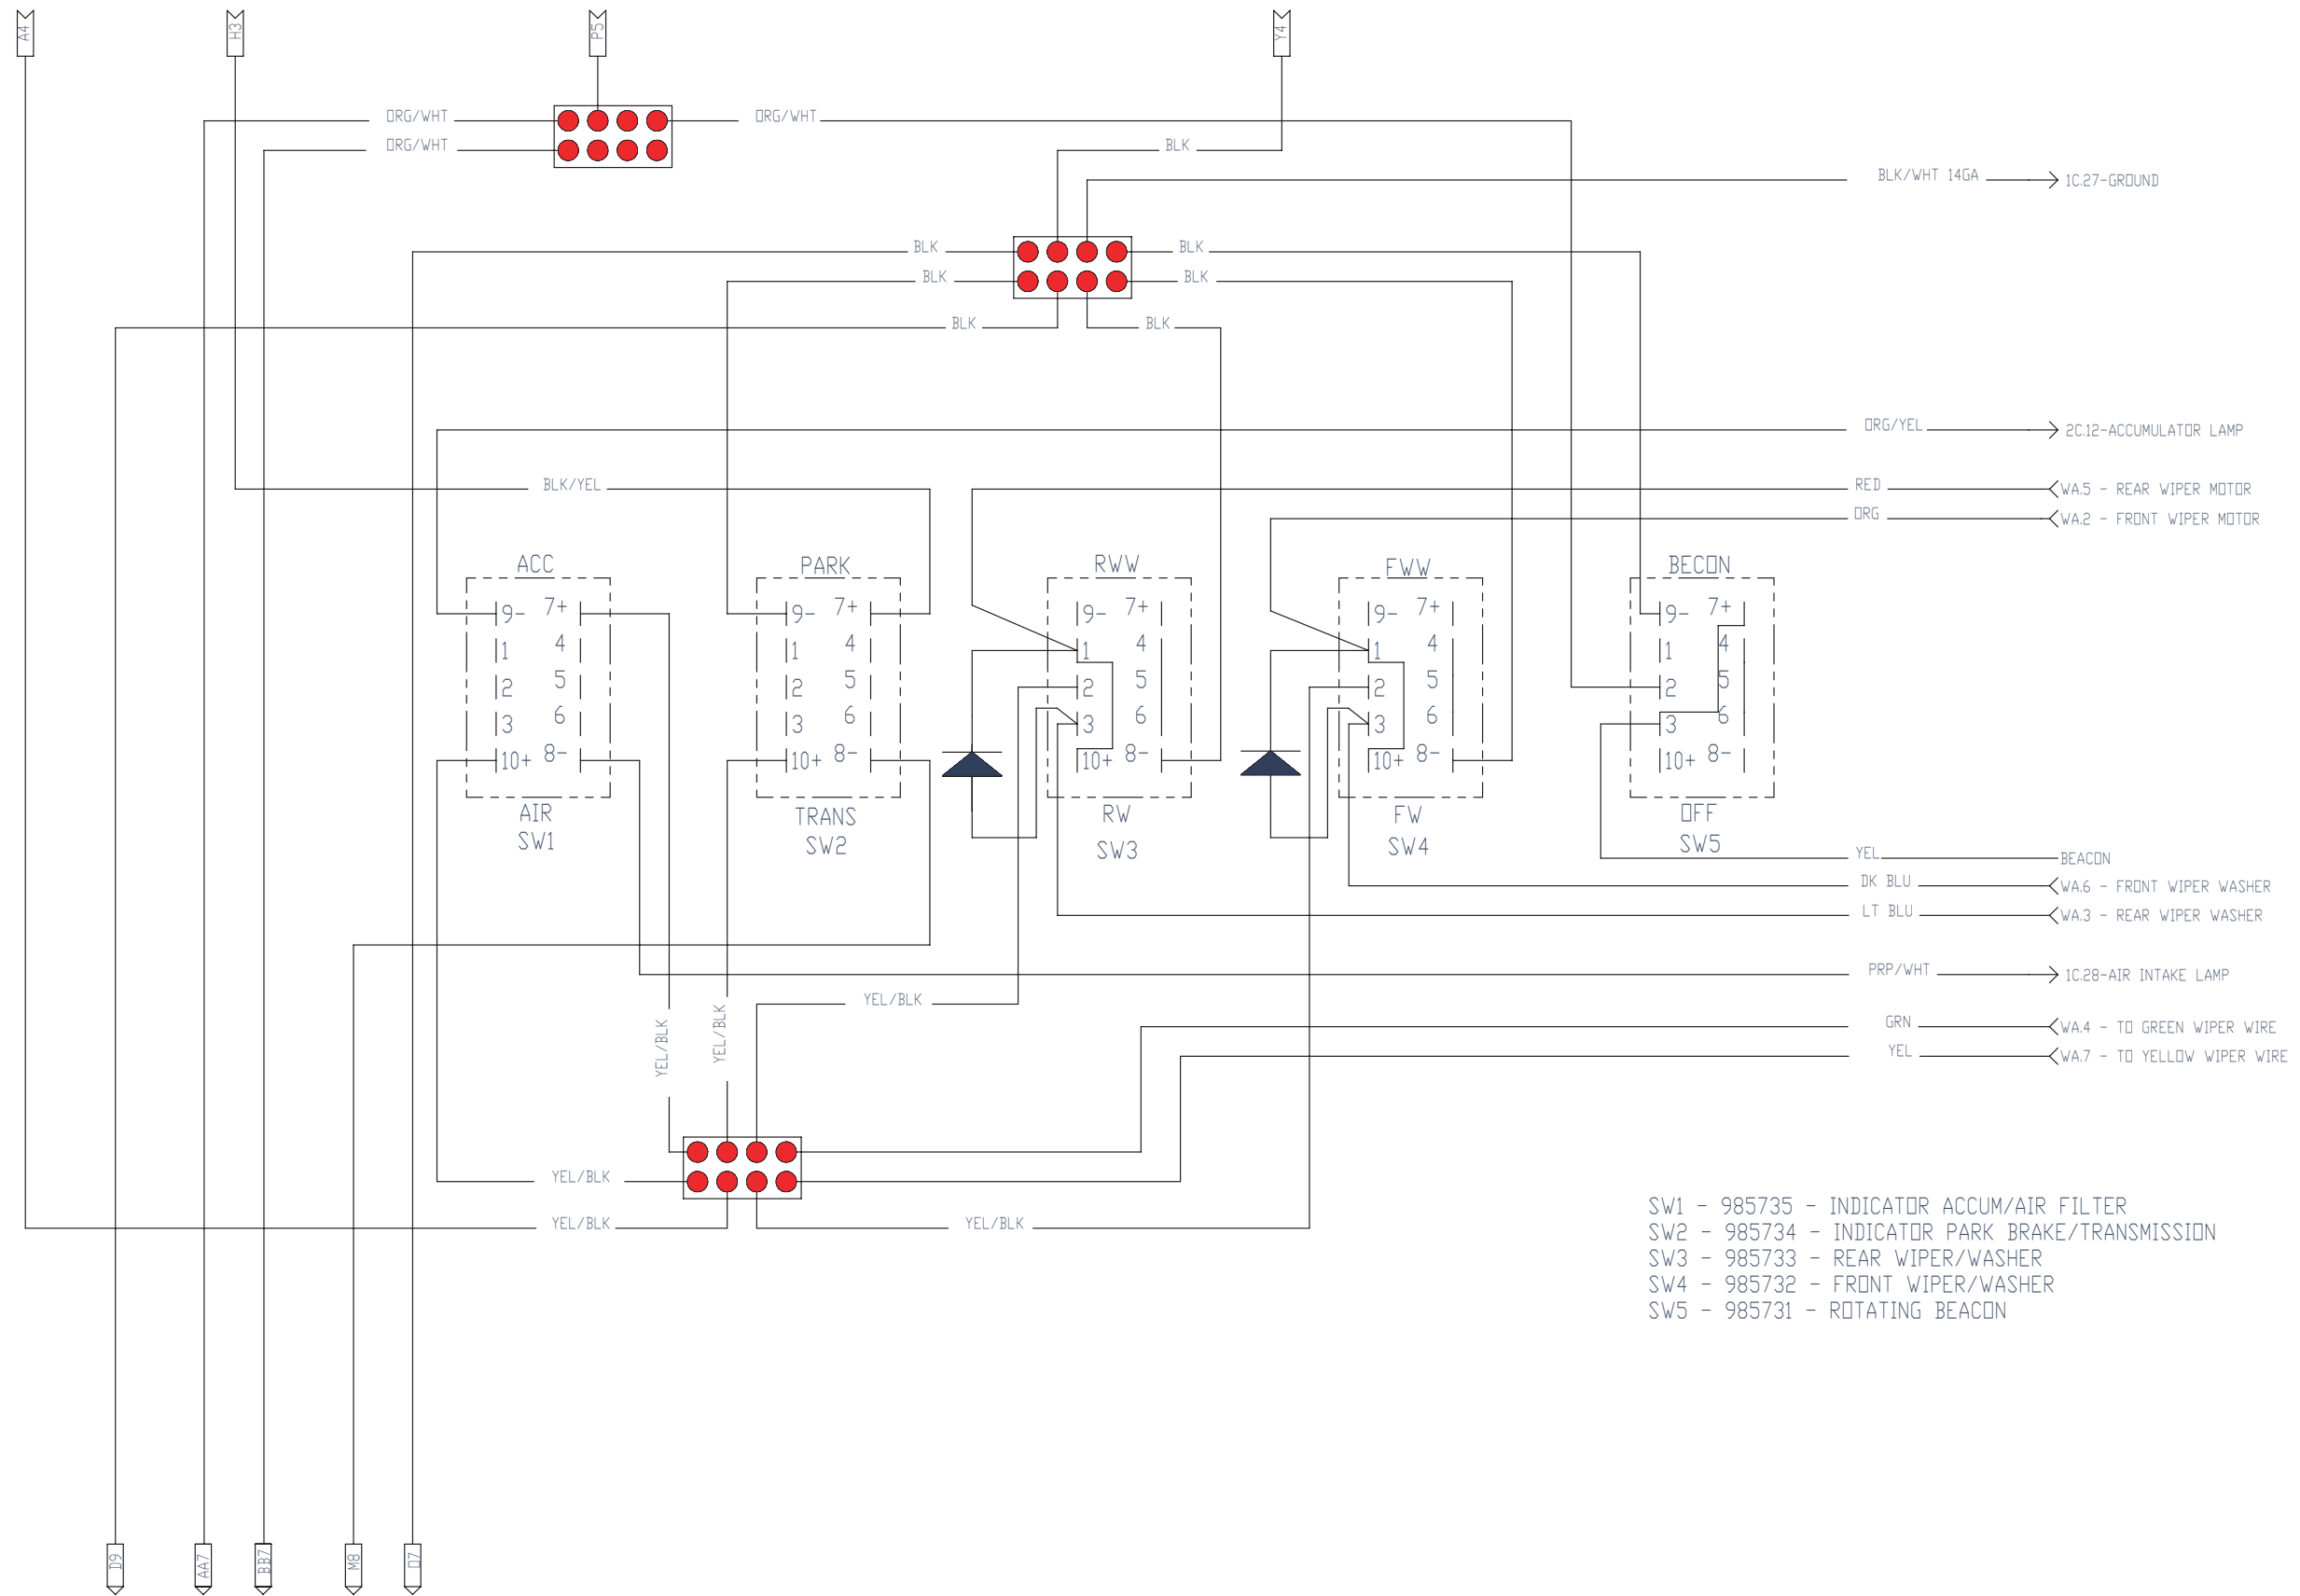 A4
H3
P5
Y4
ORG/WHT
ORG/WHT
ORG/WHT
BLK
BLK/WHT 14GA
1C.27-GROUND
BLK
BLK
BLK
BLK
BLK
BLK
ORG/YEL
2C.12-ACCUMULATOR LAMP
BLK/YEL
RED
WA.5 - REAR WIPER MOTOR
ORG
WA.2 - FRONT WIPER MOTOR
ACC
9- 7+
1 4
2 5
3 6
10+ 8-
AIR
SW1
PARK
9- 7+
1 4
2 5
3 6
10+ 8-
TRANS
SW2
RWW
9- 7+
1 4
2 5
3 6
10+ 8-
RW
SW3
FWW
9- 7+
1 4
2 5
3 6
10+ 8-
FW
SW4
BECON
9- 7+
1 4
2 5
3 6
10+ 8-
OFF
SW5
YEL
BEACON
DK BLU
WA.6 - FRONT WIPER WASHER
LT BLU
WA.3 - REAR WIPER WASHER
PRP/WHT
1C.28-AIR INTAKE LAMP
YEL/BLK
YEL/BLK
YEL/BLK
GRN
WA.4 - TO GREEN WIPER WIRE
YEL
WA.7 - TO YELLOW WIPER WIRE
YEL/BLK
YEL/BLK
YEL/BLK
SW1 - 985735 - INDICATOR ACCUM/AIR FILTER
SW2 - 985734 - INDICATOR PARK BRAKE/TRANSMISSION
SW3 - 985733 - REAR WIPER/WASHER
SW4 - 985732 - FRONT WIPER/WASHER
SW5 - 985731 - ROTATING BEACON
D9
AA7
BB7
M8
O7